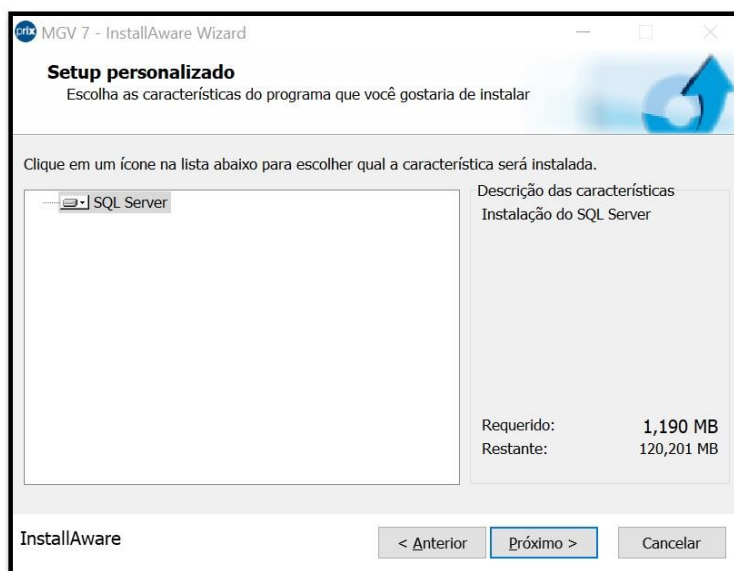 prix MGV 7 - InstallAware Wizard
Setup personalizado
Escolha as características do programa que você gostaria de instalar
Clique em um ícone na lista abaixo para escolher qual a característica será instalada.
SQL Server
Descrição das características
Instalação do SQL Server
Requerido: 1,190 MB
Restante: 120,201 MB
InstallAware
< Anterior
Próximo >
Cancelar